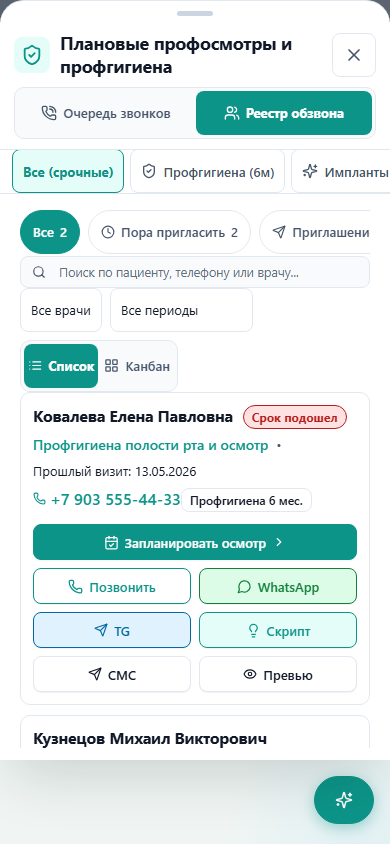 Плановые профосмотры и
профгигиена
Очередь звонков
Реестр обзвона
Все (срочные)
Профгигиена (6м)
Импланты
Все 2
Пора пригласить 2
Приглашени
Поиск по пациенту, телефону или врачу...
Все врачи
Все периоды
Список
Канбан
Ковалева Елена Павловна
Срок подошел
Профгигиена полости рта и осмотр •
Прошлый визит: 13.05.2026
+7 903 555-44-33
Профгигиена 6 мес.
Запланировать осмотр
Позвонить
WhatsApp
TG
Скрипт
СМС
Превью
Кузнецов Михаил Викторович